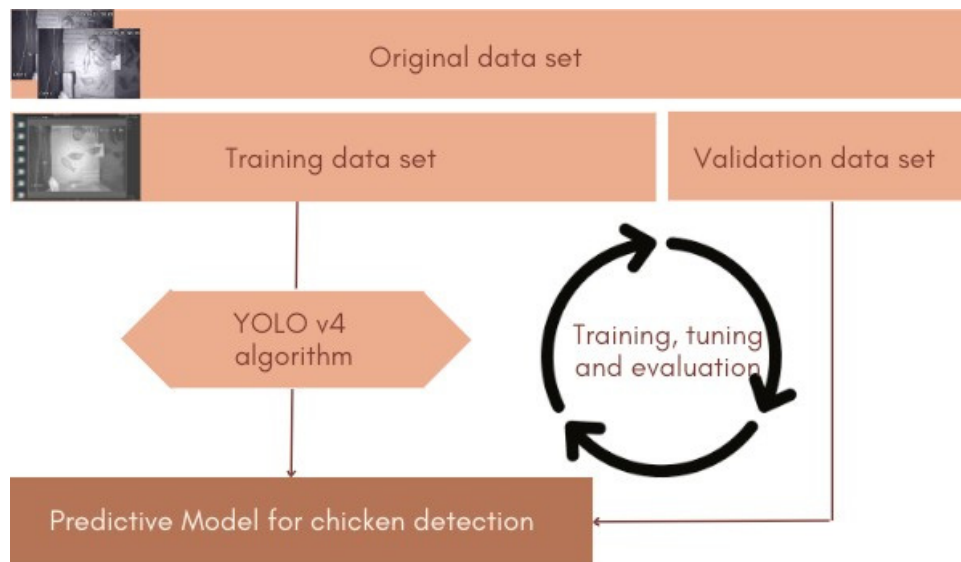 Original data set
Training data set
Validation data set
YOLO v4
algorithm
Training, tuning
and evaluation
Predictive Model for chicken detection